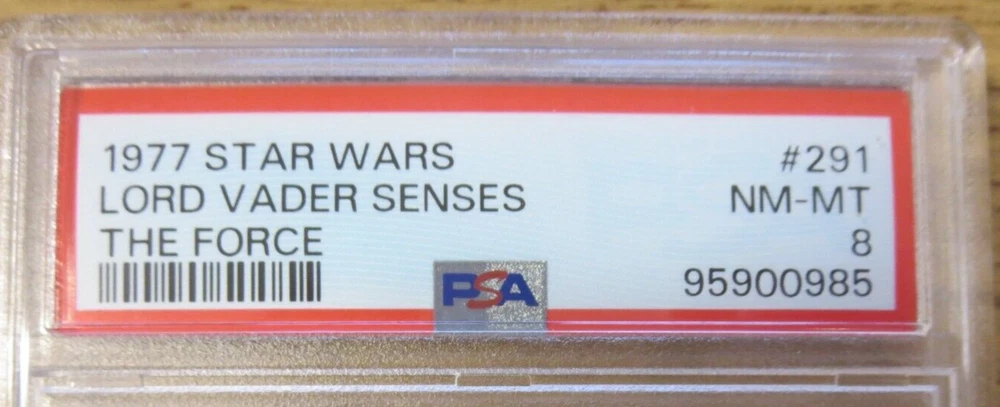 1977 STAR WARS #291
LORD VADER SENSES NM-MT
THE FORCE 8
PSA 95900985